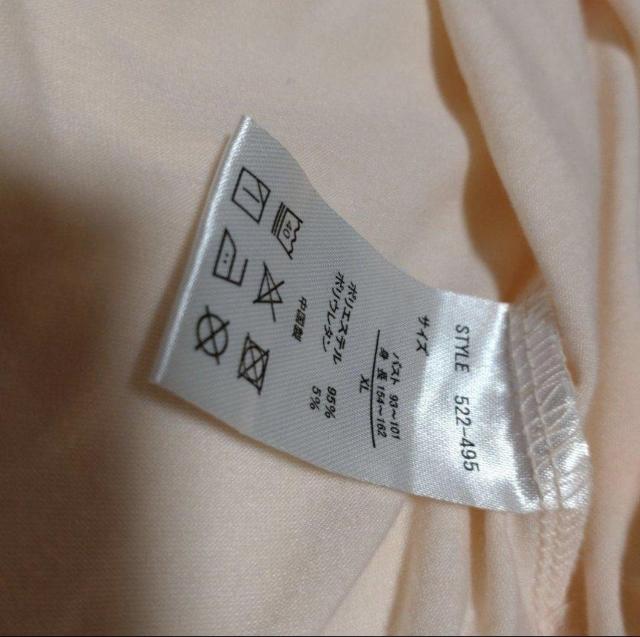 STYLE 522-495
サイズ
バスト 93~101
身 長 154~162
XL
ポリエステル 95%
ポリウレタン 5%
中国製
40